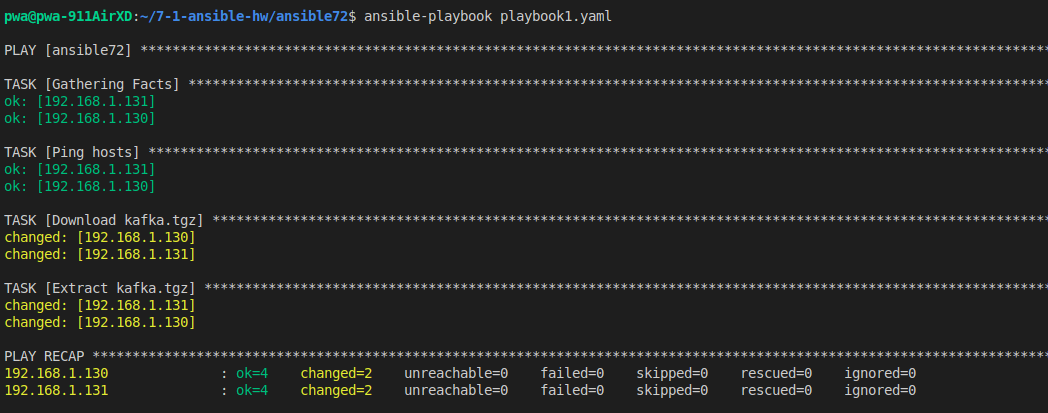 pwa@pwa-911AirXD:~/7-1-ansible-hw/ansible72$ ansible-playbook playbook1.yaml
PLAY [ansible72] *****************************************************************************************************************
TASK [Gathering Facts] ***********************************************************************************************************
ok: [192.168.1.131]
ok: [192.168.1.130]
TASK [Ping hosts] ****************************************************************************************************************
ok: [192.168.1.131]
ok: [192.168.1.130]
TASK [Download kafka.tgz] ********************************************************************************************************
changed: [192.168.1.130]
changed: [192.168.1.131]
TASK [Extract kafka.tgz] *********************************************************************************************************
changed: [192.168.1.131]
changed: [192.168.1.130]
PLAY RECAP ***********************************************************************************************************************
192.168.1.130              : ok=4    changed=2    unreachable=0    failed=0    skipped=0    rescued=0    ignored=0
192.168.1.131              : ok=4    changed=2    unreachable=0    failed=0    skipped=0    rescued=0    ignored=0